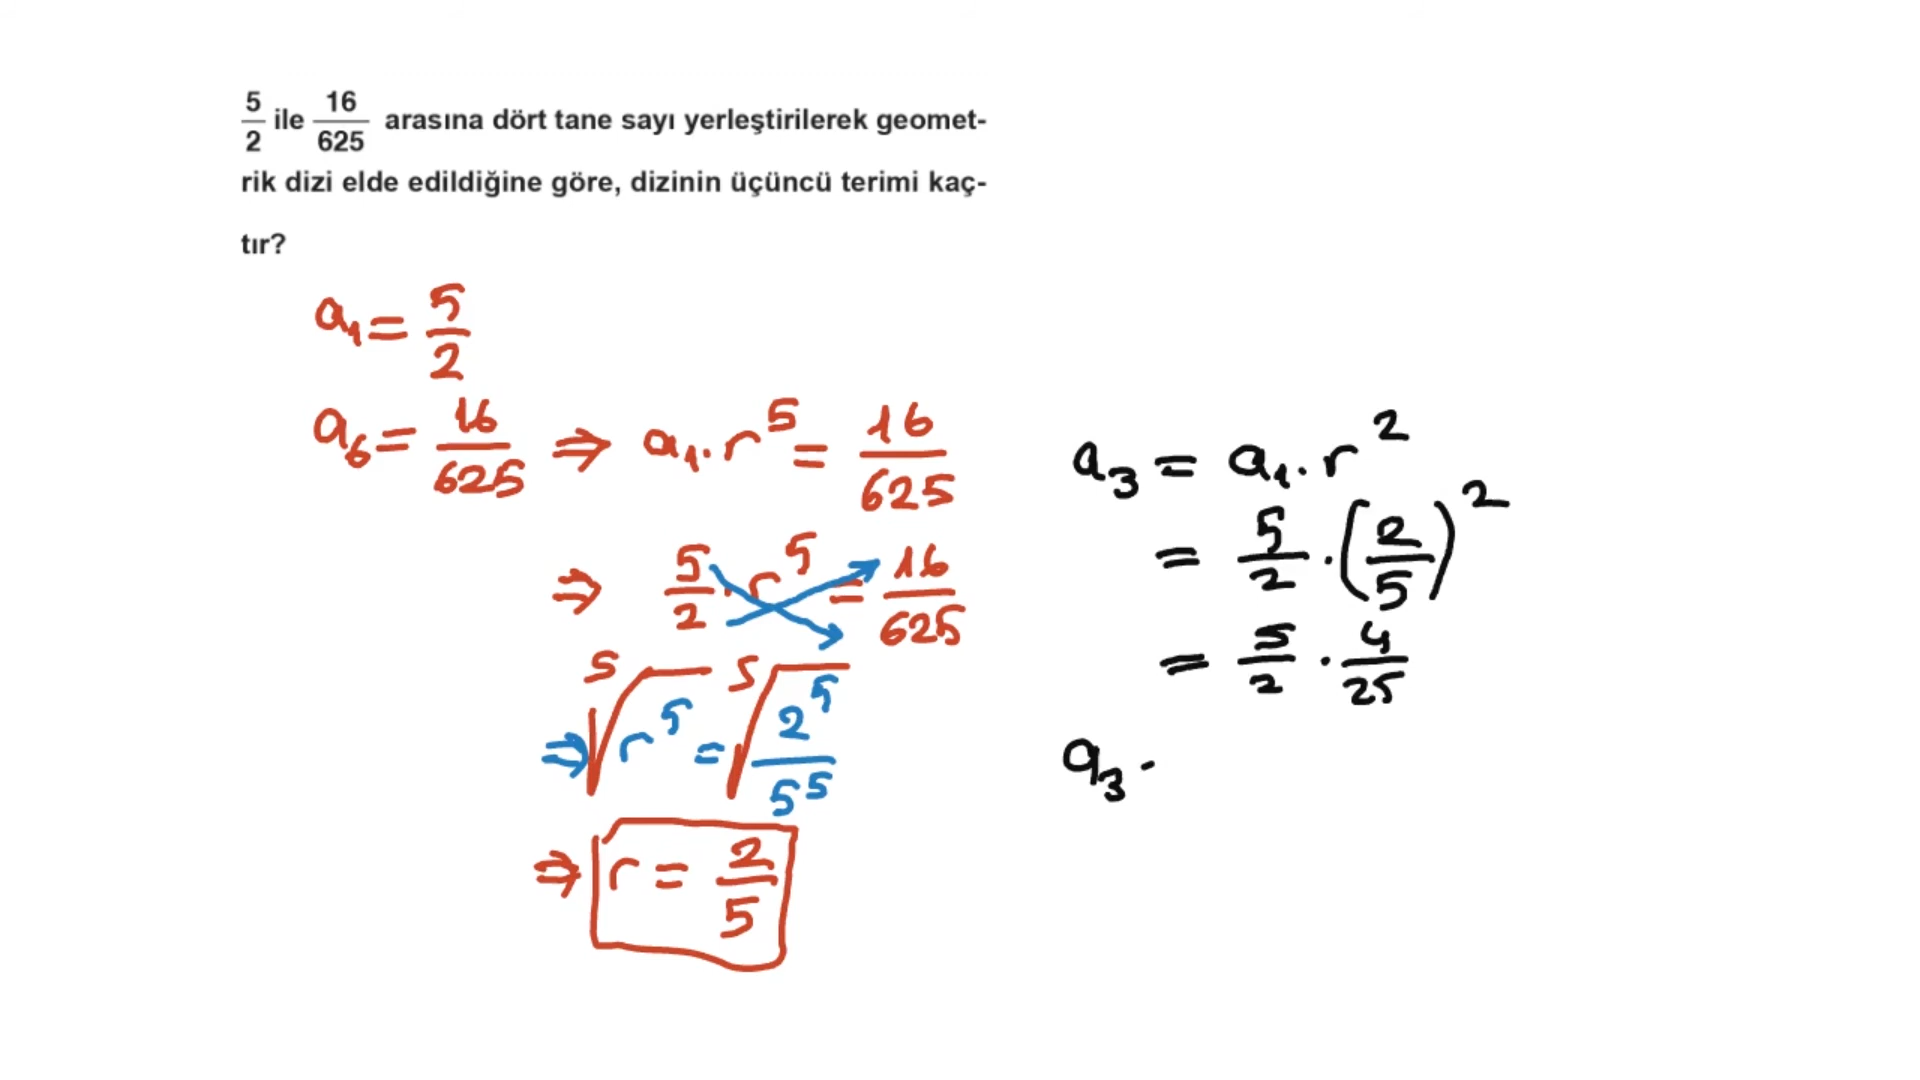 5/2 ile 16/625 arasına dört tane sayı yerleştirilerek geomet-
rik dizi elde edildiğine göre, dizinin üçüncü terimi kaç-
tır?
a₁ = 5/2
a₆ = 16/625 ⇒ a₁ · r⁵ = 16/625
⇒ 5/2 · r⁵ = 16/625
⇒ ⁵√r⁵ = ⁵√(2⁵/5⁵)
⇒ r = 2/5
a₃ = a₁ · r²
= 5/2 · (2/5)²
= 5/2 · 4/25
a₃ -